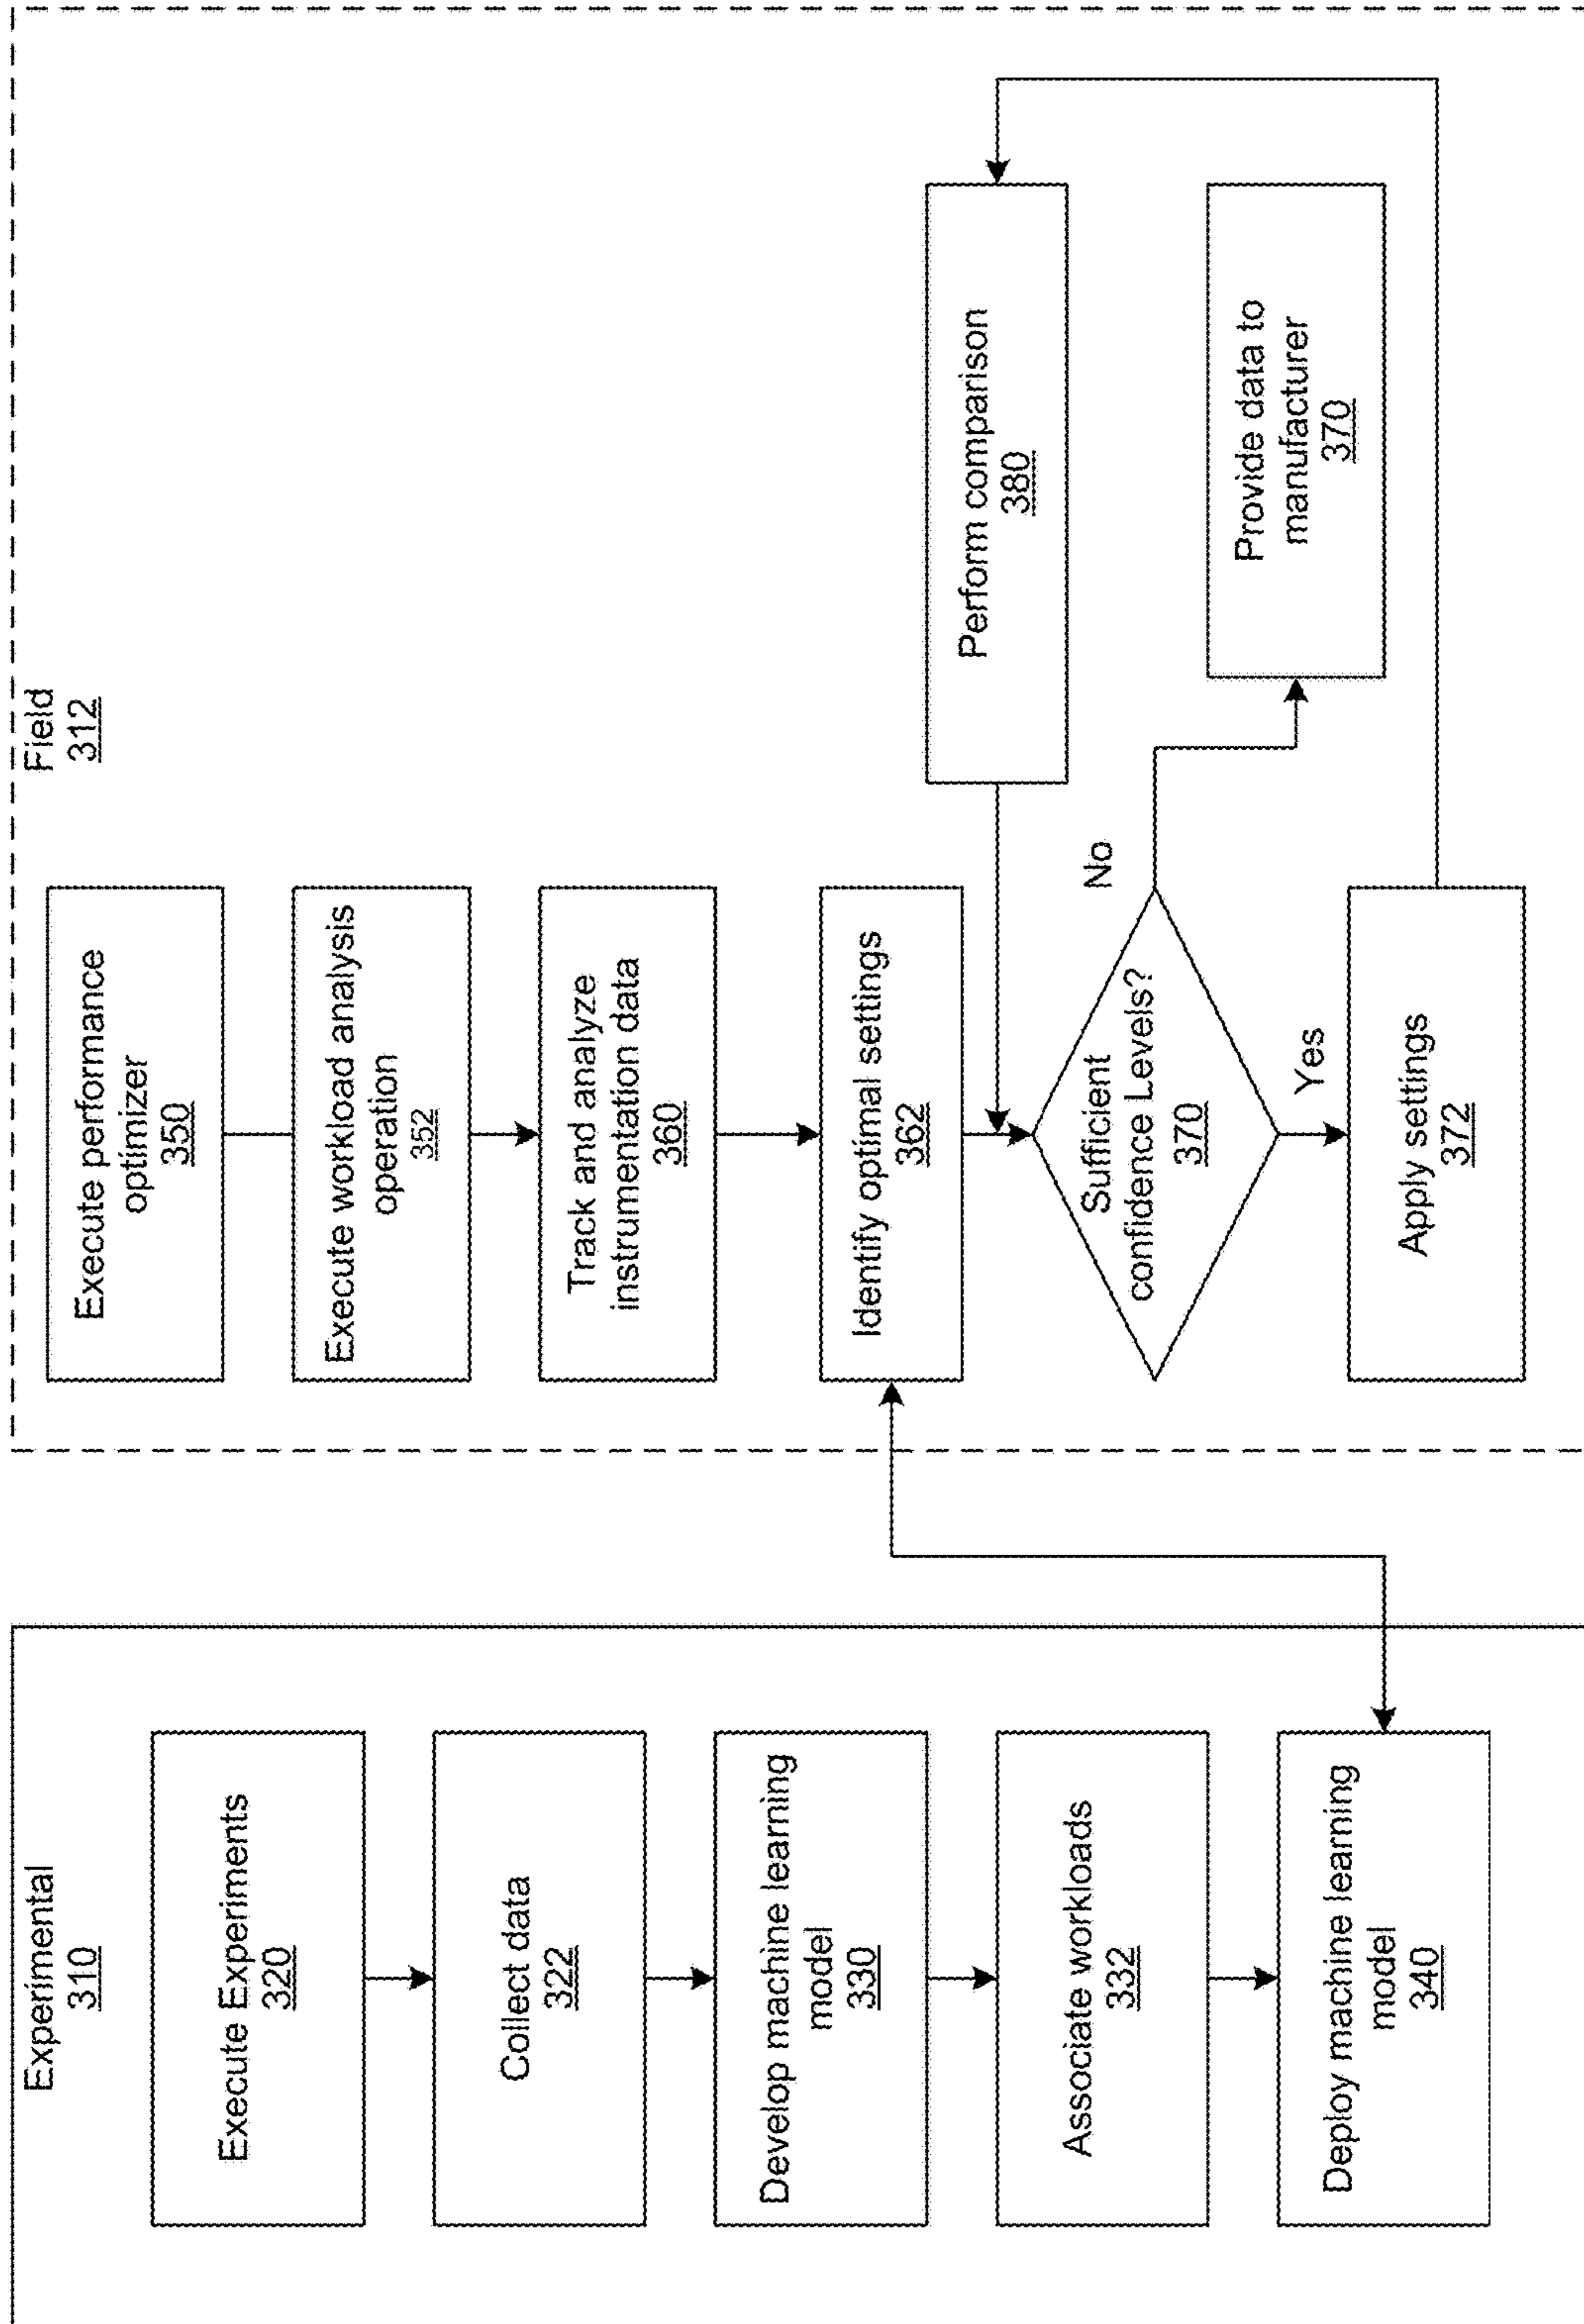 Experimental
310
Execute Experiments
320
Collect data
322
Develop machine learning
model
330
Associate workloads
332
Deploy machine learning
model
340
Field
312
Execute performance
optimizer
350
Execute workload analysis
operation
352
Track and analyze
instrumentation data
360
Identify optimal settings
362
Sufficient
confidence Levels?
370
No
Yes
Apply settings
372
Perform comparison
380
Provide data to
manufacturer
370